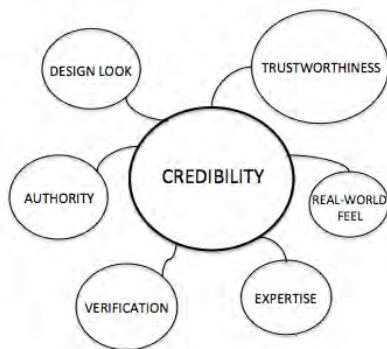 DESIGN LOOK
TRUSTWORTHINESS
CREDIBILITY
AUTHORITY
REAL-WORLD
FEEL
VERIFICATION
EXPERTISE